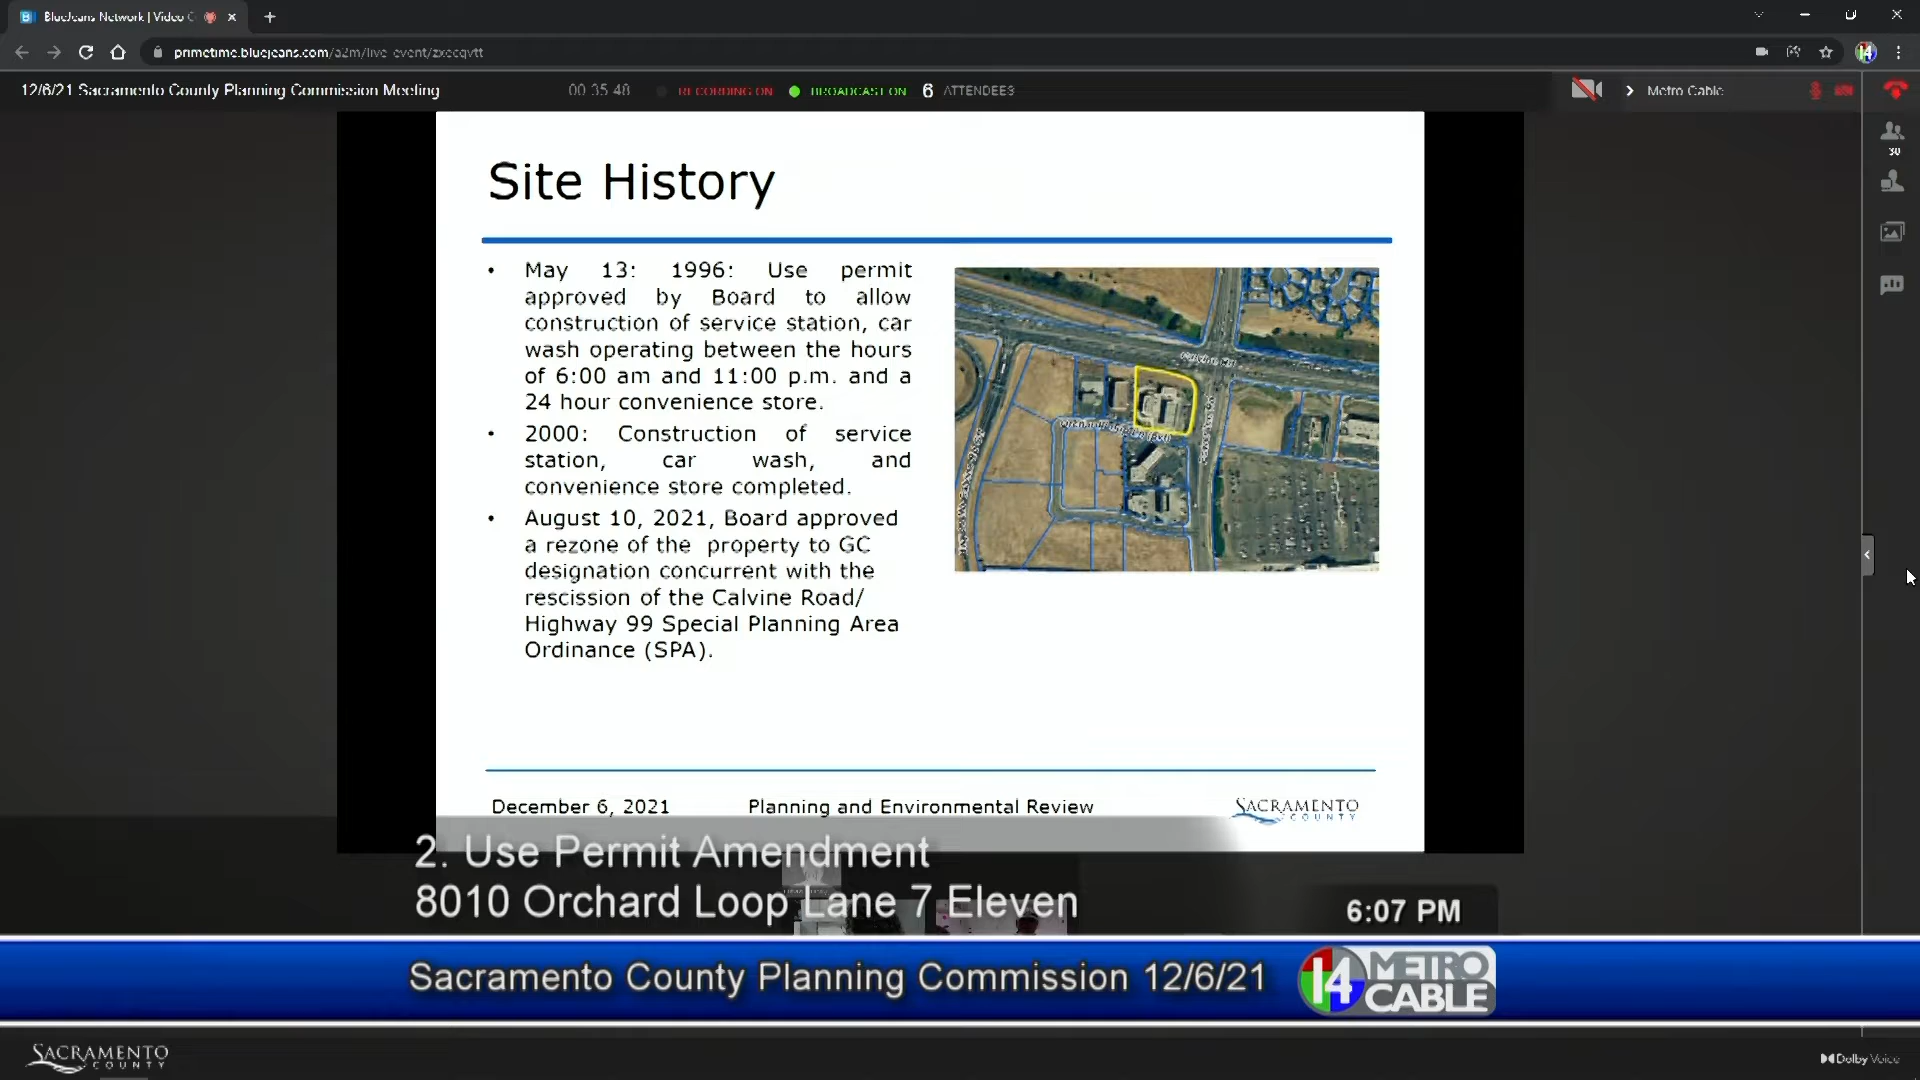 BlueJeans Network | Video C
primetime.bluejeans.com/a2m/live-event/zxecqvtt
12/6/21 Sacramento County Planning Commission Meeting
00:35:48
RECORDING ON
BROADCAST ON
6 ATTENDEES
Metro Cable
30
Site History
• May 13: 1996: Use permit
approved by Board to allow
construction of service station, car
wash operating between the hours
of 6:00 am and 11:00 p.m. and a
24 hour convenience store.
• 2000: Construction of service
station, car wash, and
convenience store completed.
• August 10, 2021, Board approved
a rezone of the property to GC
designation concurrent with the
rescission of the Calvine Road/
Highway 99 Special Planning Area
Ordinance (SPA).
December 6, 2021
Planning and Environmental Review
SACRAMENTO
COUNTY
2. Use Permit Amendment
8010 Orchard Loop Lane 7 Eleven
6:07 PM
Sacramento County Planning Commission 12/6/21
14 METRO
CABLE
SACRAMENTO
COUNTY
Dolby Voice